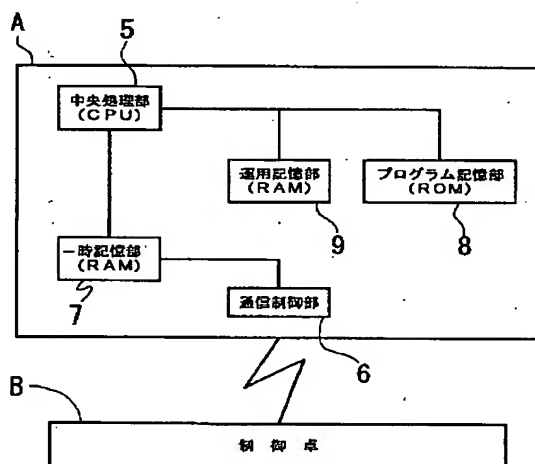 A
5
中央処理部
(CPU)
運用記憶部
(RAM)
プログラム記憶部
(ROM)
9
8
一時記憶部
(RAM)
7
通信制御部
6
B
制御卓